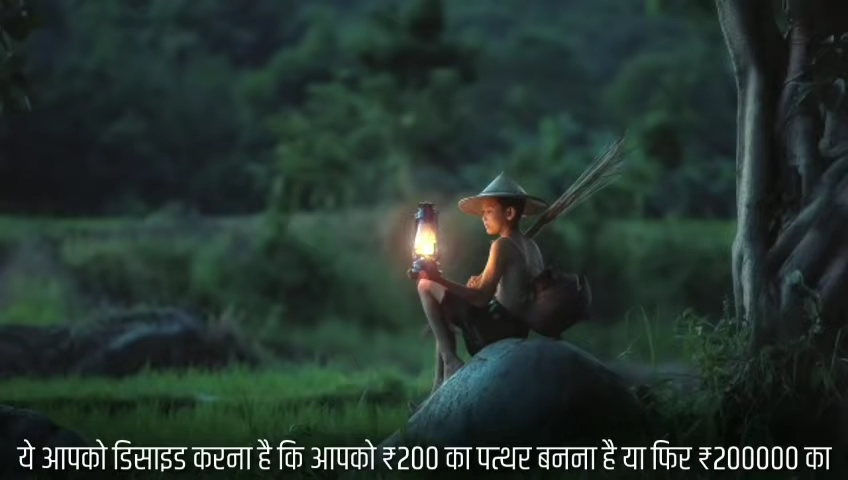 ये आपको डिसाइड करना है कि आपको ₹200 का पत्थर बनना है या फिर ₹200000 का